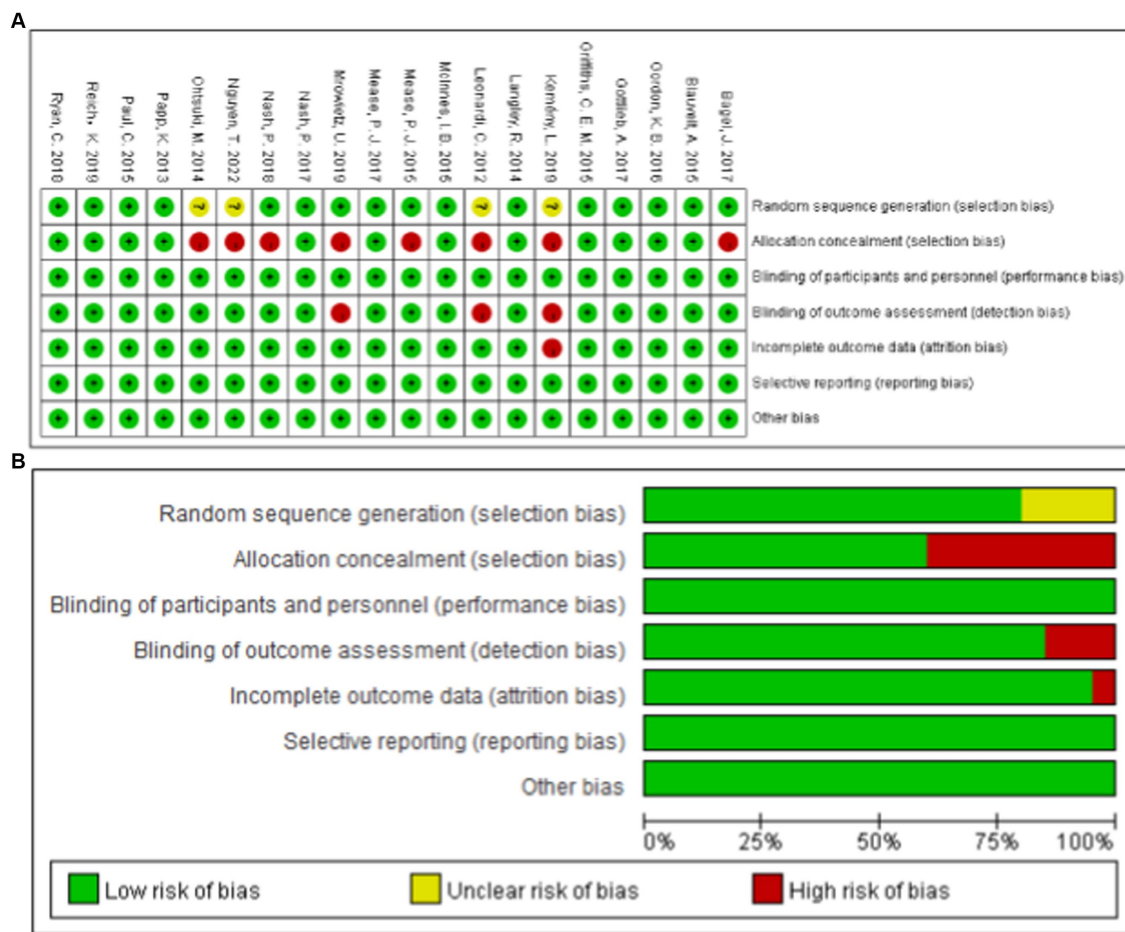 A
Ryan, C. 2018
Reich, K. 2019
Paul, C. 2015
Papp, K. 2013
Ohtsuki, M. 2014
Nguyen, T. 2022
Nash, P. 2018
Nash, P. 2017
Mrowietz, U. 2019
Mease, P. J. 2017
Mease, P. J. 2015
McInnes, I. B. 2015
Leonardi, C. 2012
Langley, R. 2014
Kemény, L. 2019
Griffiths, C. E. M. 2015
Gottlieb, A. 2017
Gordon, K. B. 2016
Blauvelt, A. 2015
Bagel, J. 2017
+ + + + ? ? + + + + + + ? + ? + + + + + Random sequence generation (selection bias)
Allocation concealment (selection bias)
Blinding of participants and personnel (performance bias)
Blinding of outcome assessment (detection bias)
Incomplete outcome data (attrition bias)
Selective reporting (reporting bias)
Other bias
B
Random sequence generation (selection bias)
Allocation concealment (selection bias)
Blinding of participants and personnel (performance bias)
Blinding of outcome assessment (detection bias)
Incomplete outcome data (attrition bias)
Selective reporting (reporting bias)
Other bias
0% 25% 50% 75% 100%
Low risk of bias Unclear risk of bias High risk of bias